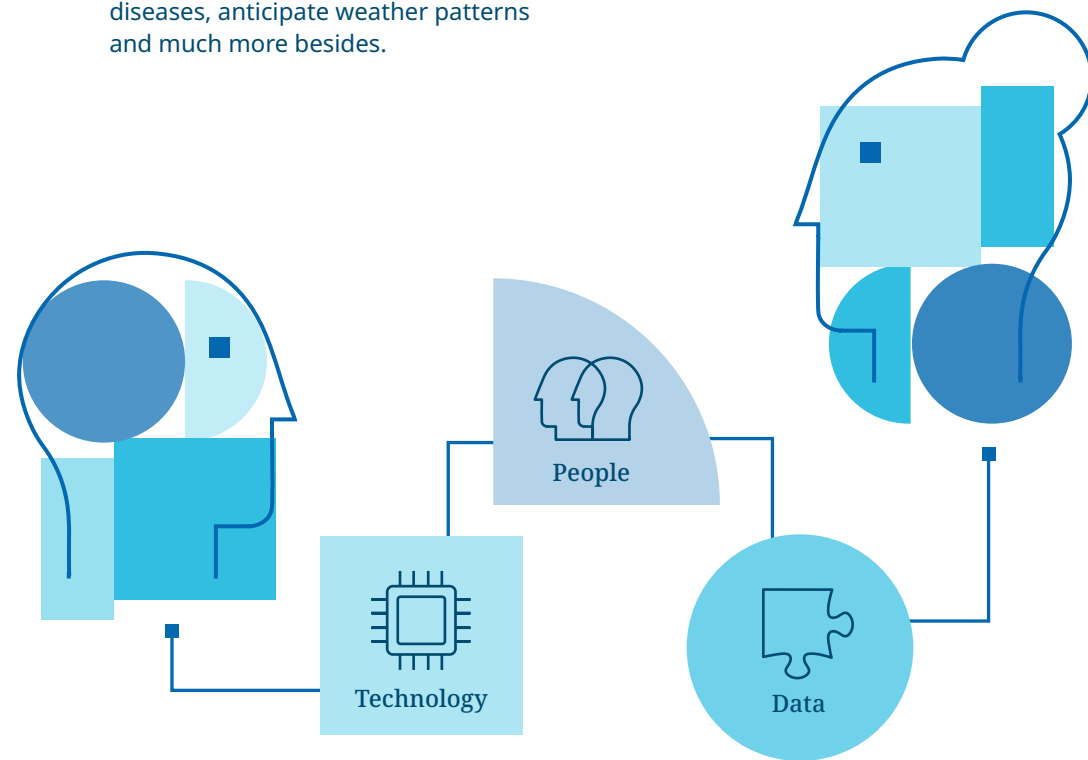 diseases, anticipate weather patterns
and much more besides.
People
Technology
Data